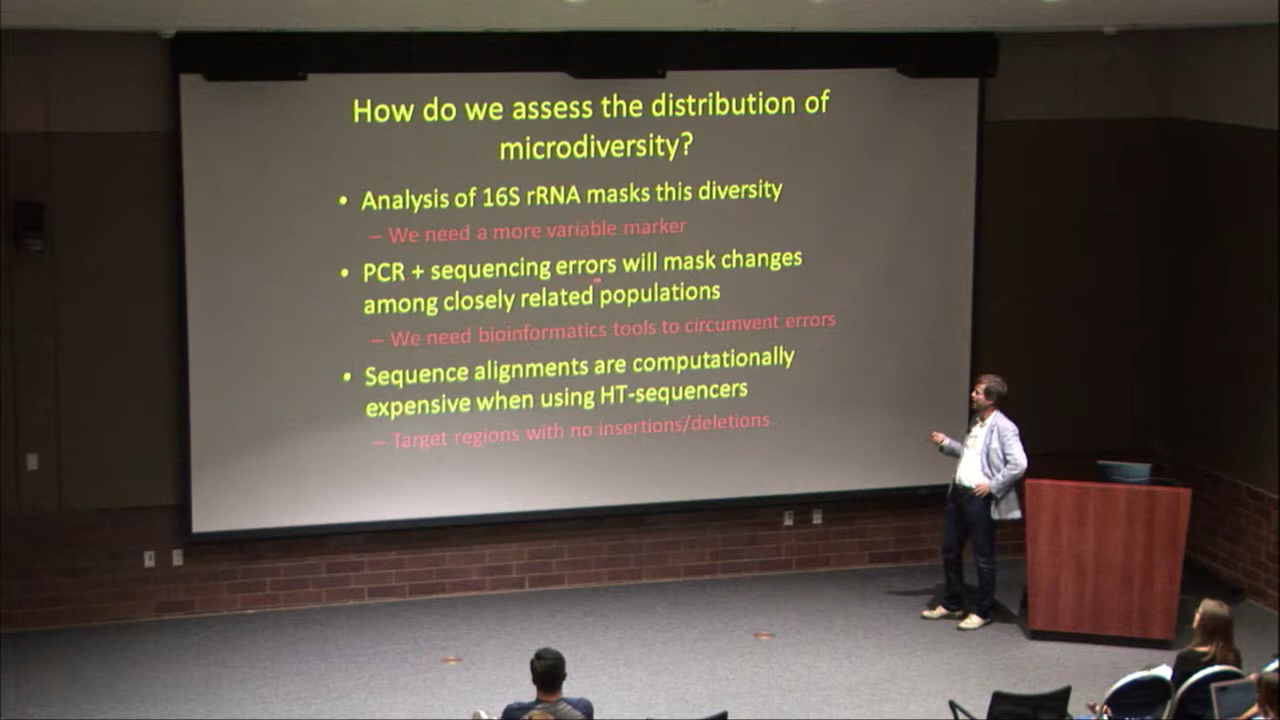 How do we assess the distribution of
microdiversity?
• Analysis of 16S rRNA masks this diversity
– We need a more variable marker
• PCR + sequencing errors will mask changes
among closely related populations
– We need bioinformatics tools to circumvent errors
• Sequence alignments are computationally
expensive when using HT-sequencers
– Target regions with no insertions/deletions